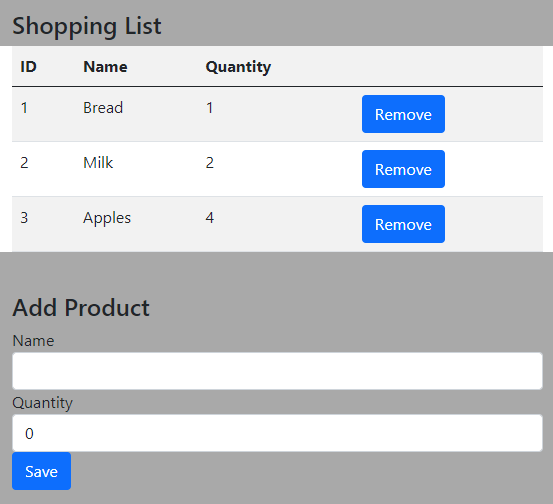 Shopping List
ID Name Quantity
1 Bread 1 Remove
2 Milk 2 Remove
3 Apples 4 Remove
Add Product
Name
Quantity
0
Save